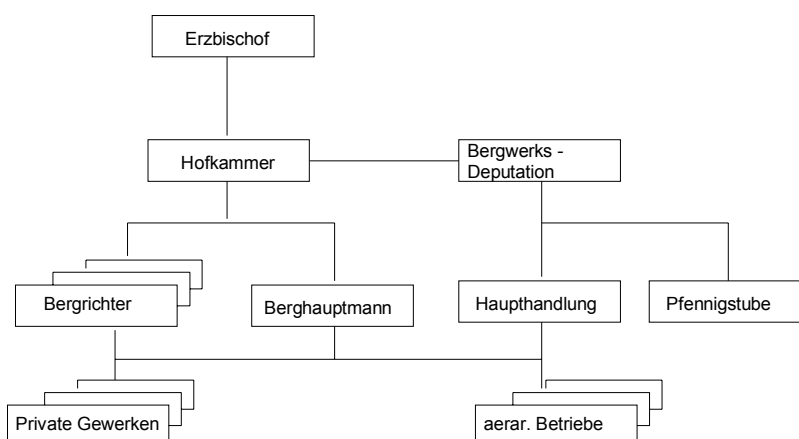 Erzbischof
Hofkammer
Bergwerks -
Deputation
Bergrichter
Berghauptmann
Haupthandlung
Pfennigstube
Private Gewerken
aerar. Betriebe